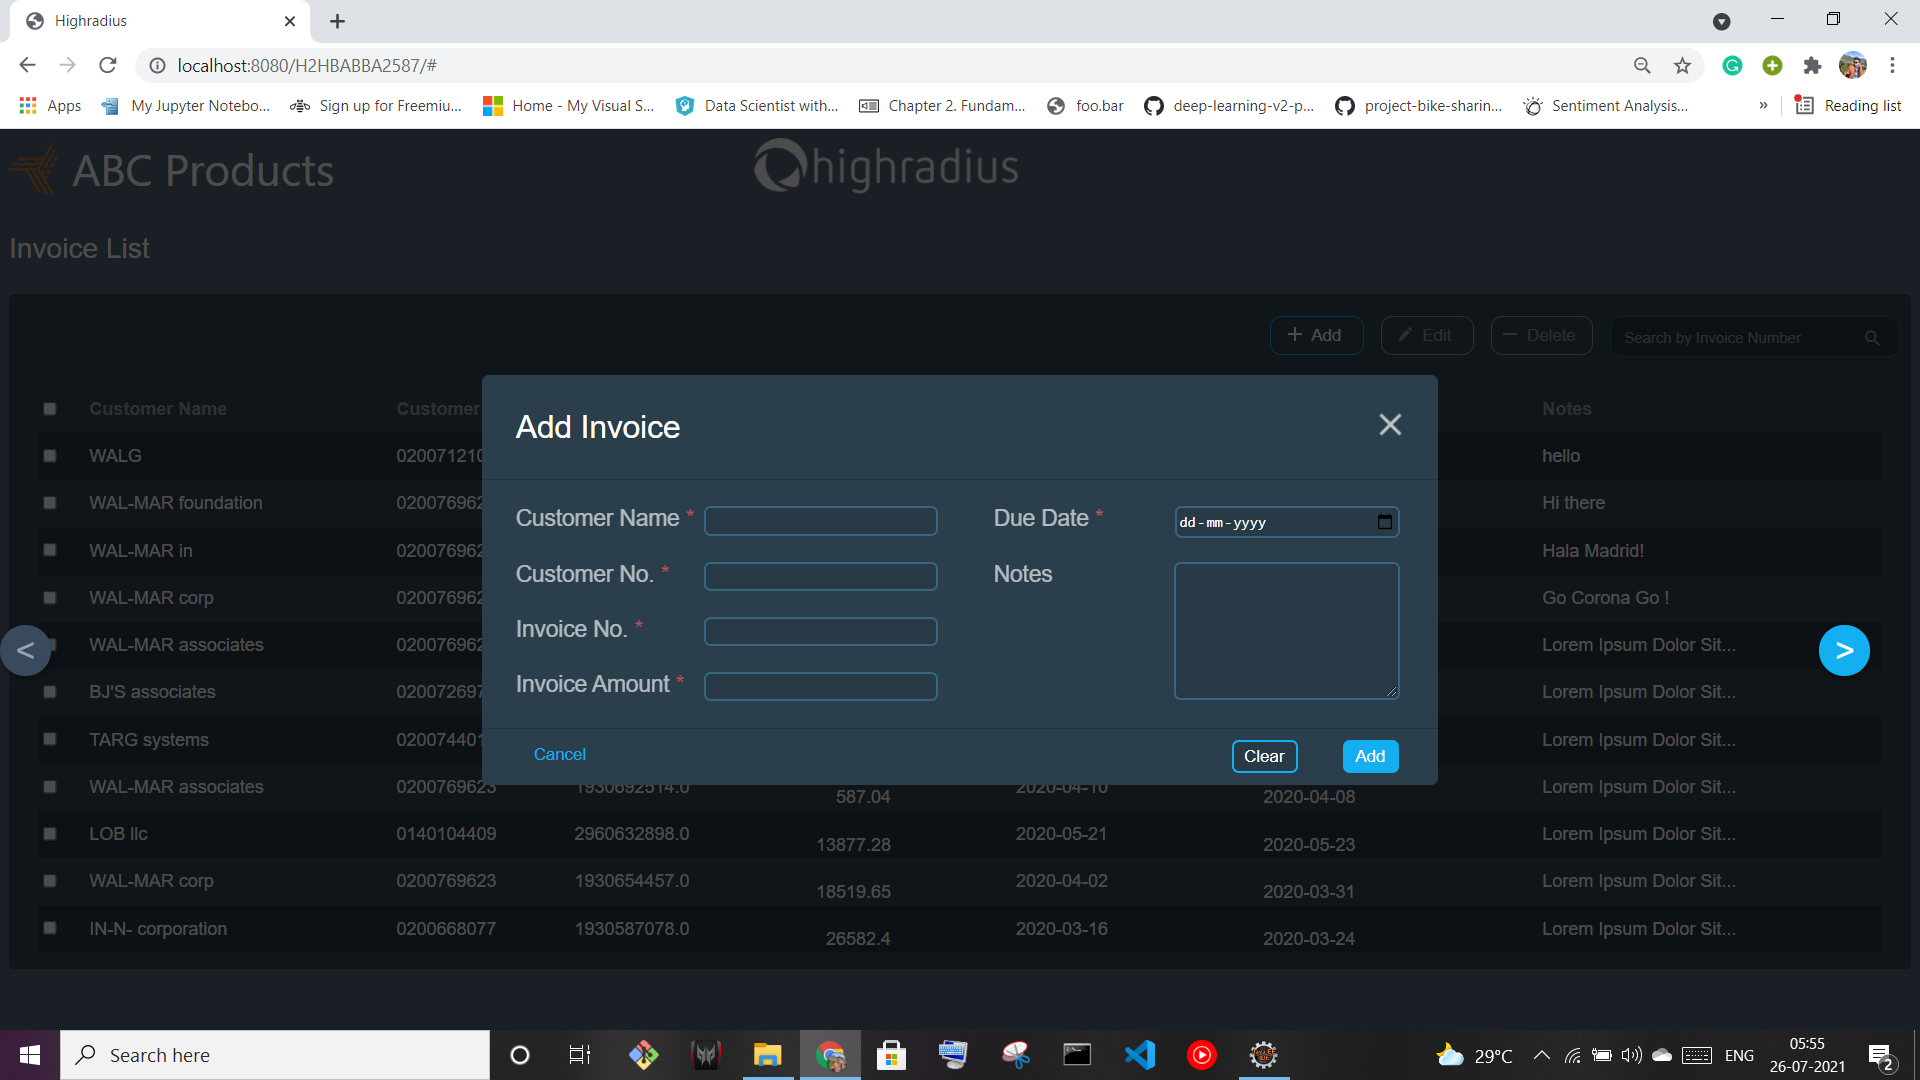 Highradius
localhost:8080/H2HBABBA2587/#
Apps
My Jupyter Notebo...
Sign up for Freemiu...
Home - My Visual S...
Data Scientist with...
Chapter 2. Fundam...
foo.bar
deep-learning-v2-p...
project-bike-sharin...
Sentiment Analysis...
»
Reading list
ABC Products
highradius
Invoice List
+ Add
Edit
Delete
Search by Invoice Number
Customer Name
Customer
Notes
WALG
020071210
hello
WAL-MAR foundation
020076962
Hi there
WAL-MAR in
020076962
Hala Madrid!
WAL-MAR corp
020076962
Go Corona Go !
WAL-MAR associates
020076962
Lorem Ipsum Dolor Sit...
BJ'S associates
020072697
Lorem Ipsum Dolor Sit...
TARG systems
020074401
Lorem Ipsum Dolor Sit...
WAL-MAR associates
0200769623
1930692514.0
587.04
2020-04-10
2020-04-08
Lorem Ipsum Dolor Sit...
LOB llc
0140104409
2960632898.0
13877.28
2020-05-21
2020-05-23
Lorem Ipsum Dolor Sit...
WAL-MAR corp
0200769623
1930654457.0
18519.65
2020-04-02
2020-03-31
Lorem Ipsum Dolor Sit...
IN-N- corporation
0200668077
1930587078.0
26582.4
2020-03-16
2020-03-24
Lorem Ipsum Dolor Sit...
<
>
Add Invoice
Customer Name *
Due Date *
dd-mm-yyyy
Customer No. *
Notes
Invoice No. *
Invoice Amount *
Cancel
Clear
Add
Search here
29°C
ENG
05:55
26-07-2021
2